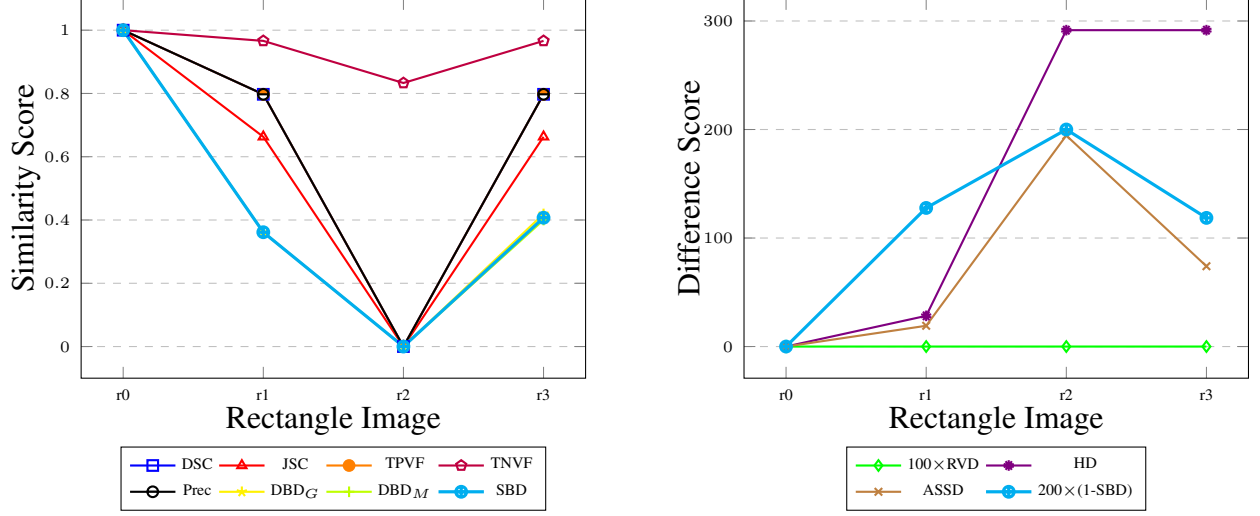 1
0.8
0.6
0.4
0.2
0
Similarity Score
r0 r1 r2 r3
Rectangle Image
DSC JSC TPVF TNVF
Prec DBD_G DBD_M SBD
300
200
100
0
Difference Score
r0 r1 r2 r3
Rectangle Image
100×RVD HD
ASSD 200×(1-SBD)